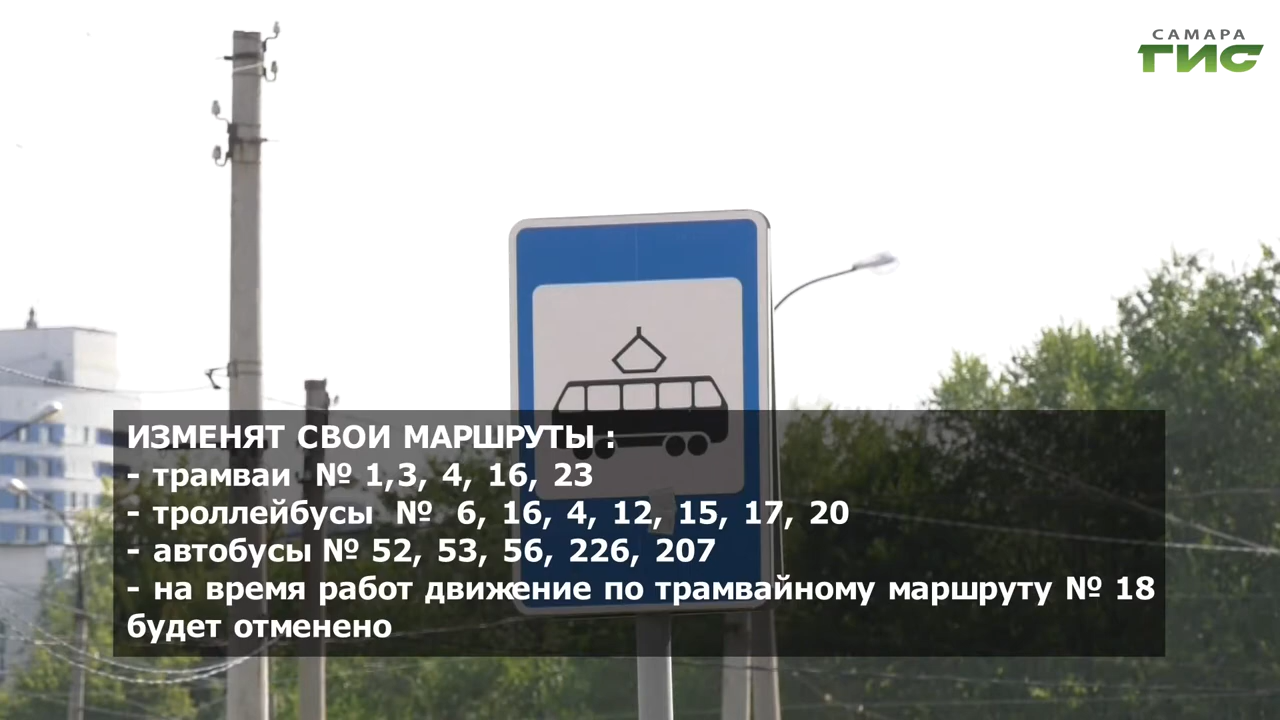 САМАРА
ГИС
ИЗМЕНЯТ СВОИ МАРШРУТЫ :
- трамваи № 1,3, 4, 16, 23
- троллейбусы № 6, 16, 4, 12, 15, 17, 20
- автобусы № 52, 53, 56, 226, 207
- на время работ движение по трамвайному маршруту № 18
будет отменено